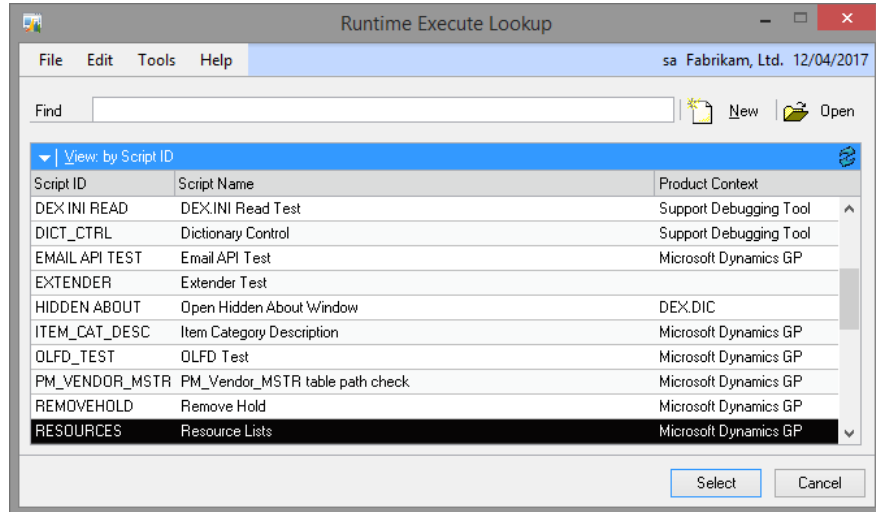 Runtime Execute Lookup
File Edit Tools Help sa Fabrikam, Ltd. 12/04/2017
Find New Open
View: by Script ID
Script ID Script Name Product Context
DEX INI READ DEX.INI Read Test Support Debugging Tool
DICT_CTRL Dictionary Control Support Debugging Tool
EMAIL API TEST Email API Test Microsoft Dynamics GP
EXTENDER Extender Test
HIDDEN ABOUT Open Hidden About Window DEX.DIC
ITEM_CAT_DESC Item Category Description Microsoft Dynamics GP
OLFD_TEST OLFD Test Microsoft Dynamics GP
PM_VENDOR_MSTR PM_Vendor_MSTR table path check Microsoft Dynamics GP
REMOVEHOLD Remove Hold Microsoft Dynamics GP
RESOURCES Resource Lists Microsoft Dynamics GP
Select Cancel